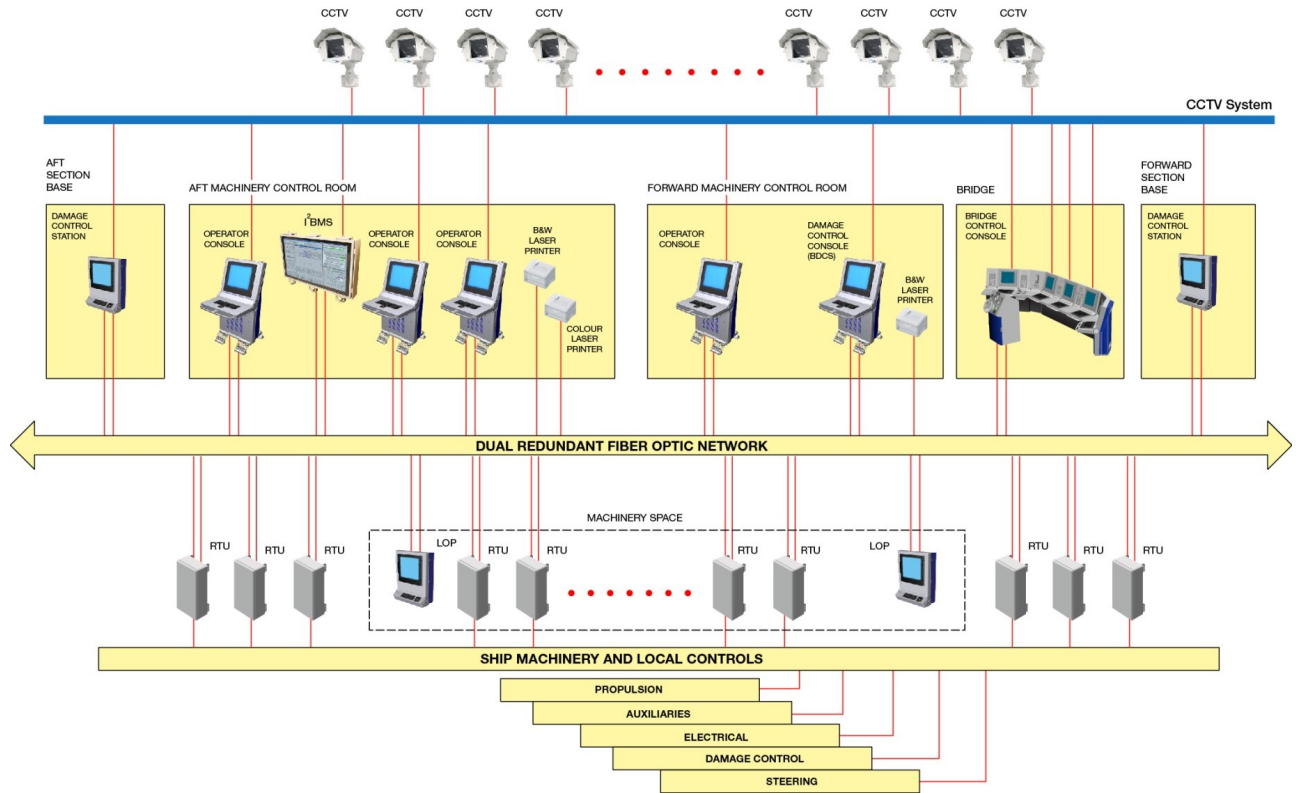 CCTV
CCTV
CCTV
CCTV
CCTV
CCTV
CCTV
CCTV
CCTV System
AFT
SECTION
BASE
AFT MACHINERY CONTROL ROOM
FORWARD MACHINERY CONTROL ROOM
BRIDGE
FORWARD
SECTION
BASE
DAMAGE
CONTROL
STATION
OPERATOR
CONSOLE
I²BMS
OPERATOR
CONSOLE
OPERATOR
CONSOLE
B&W
LASER
PRINTER
COLOUR
LASER
PRINTER
OPERATOR
CONSOLE
DAMAGE
CONTROL
CONSOLE
(BDCS)
B&W
LASER
PRINTER
BRIDGE
CONTROL
CONSOLE
DAMAGE
CONTROL
STATION
DUAL REDUNDANT FIBER OPTIC NETWORK
MACHINERY SPACE
RTU
RTU
RTU
LOP
RTU
RTU
RTU
RTU
LOP
RTU
RTU
RTU
SHIP MACHINERY AND LOCAL CONTROLS
PROPULSION
AUXILIARIES
ELECTRICAL
DAMAGE CONTROL
STEERING